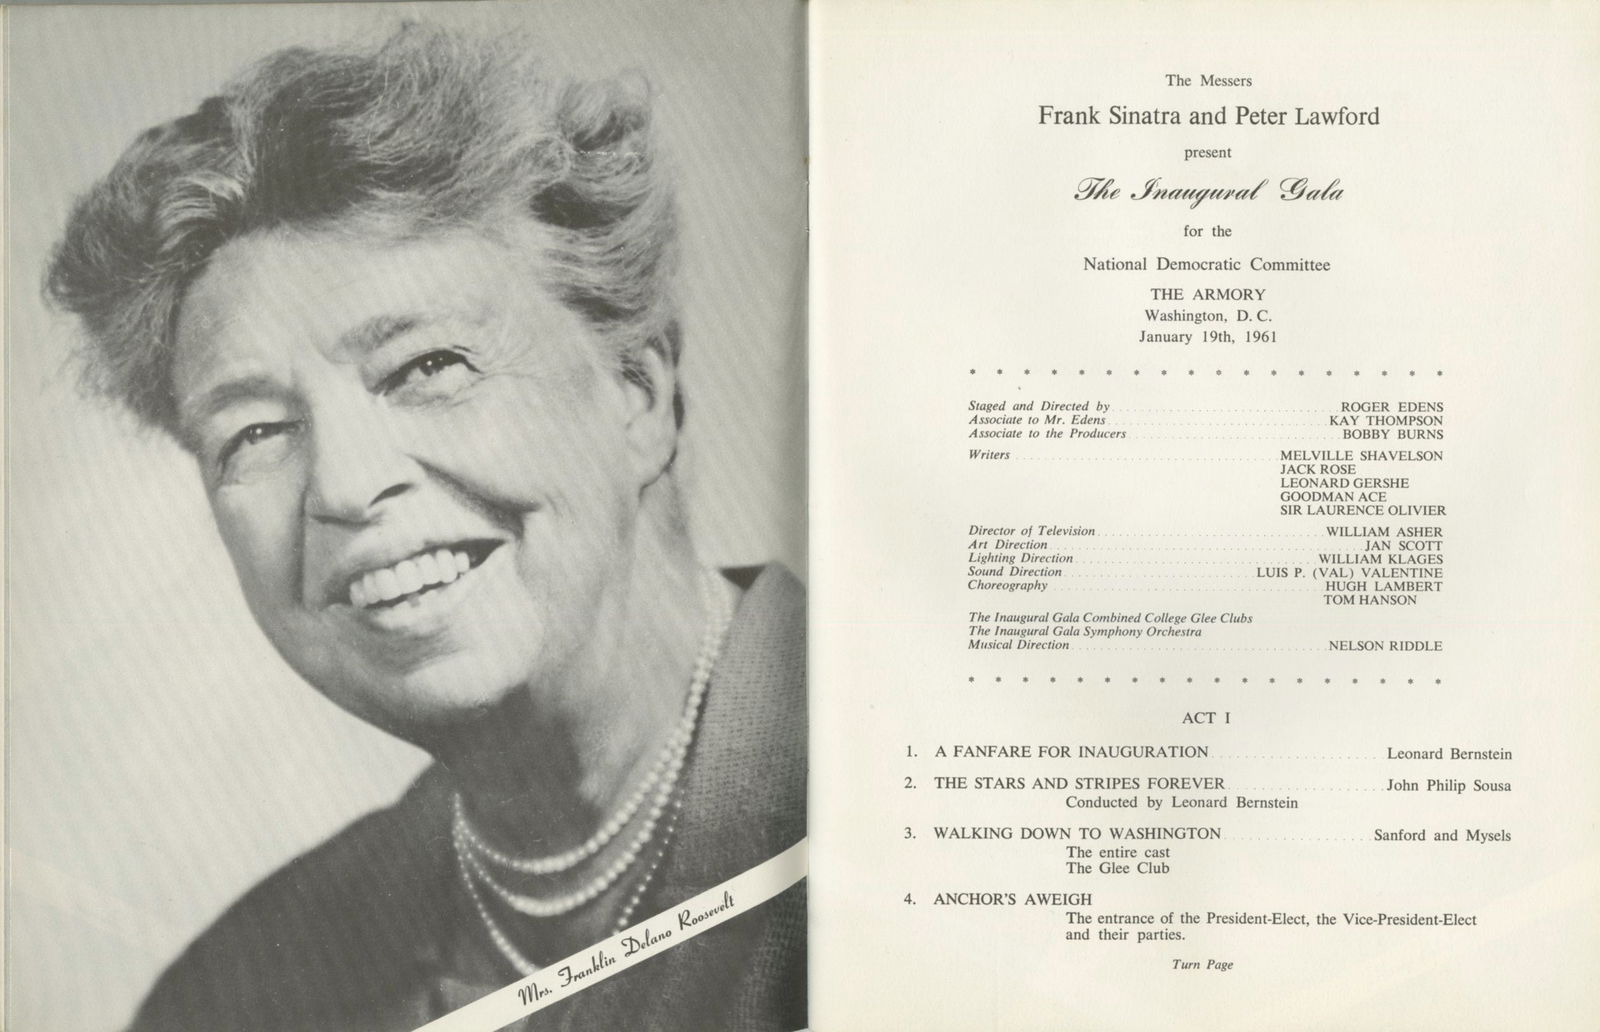 Mrs. Franklin Delano Roosevelt
The Messers
Frank Sinatra and Peter Lawford
present
The Inaugural Gala
for the
National Democratic Committee
THE ARMORY
Washington, D. C.
January 19th, 1961
* * * * * * * * * * * * * * * * * *
Staged and Directed by ROGER EDENS
Associate to Mr. Edens KAY THOMPSON
Associate to the Producers BOBBY BURNS
Writers MELVILLE SHAVELSON
JACK ROSE
LEONARD GERSHE
GOODMAN ACE
SIR LAURENCE OLIVIER
Director of Television WILLIAM ASHER
Art Direction JAN SCOTT
Lighting Direction WILLIAM KLAGES
Sound Direction LUIS P. (VAL) VALENTINE
Choreography HUGH LAMBERT
TOM HANSON
The Inaugural Gala Combined College Glee Clubs
The Inaugural Gala Symphony Orchestra
Musical Direction NELSON RIDDLE
* * * * * * * * * * * * * * * * * *
ACT I
1. A FANFARE FOR INAUGURATION Leonard Bernstein
2. THE STARS AND STRIPES FOREVER John Philip Sousa
Conducted by Leonard Bernstein
3. WALKING DOWN TO WASHINGTON Sanford and Mysels
The entire cast
The Glee Club
4. ANCHOR'S AWEIGH
The entrance of the President-Elect, the Vice-President-Elect
and their parties.
Turn Page